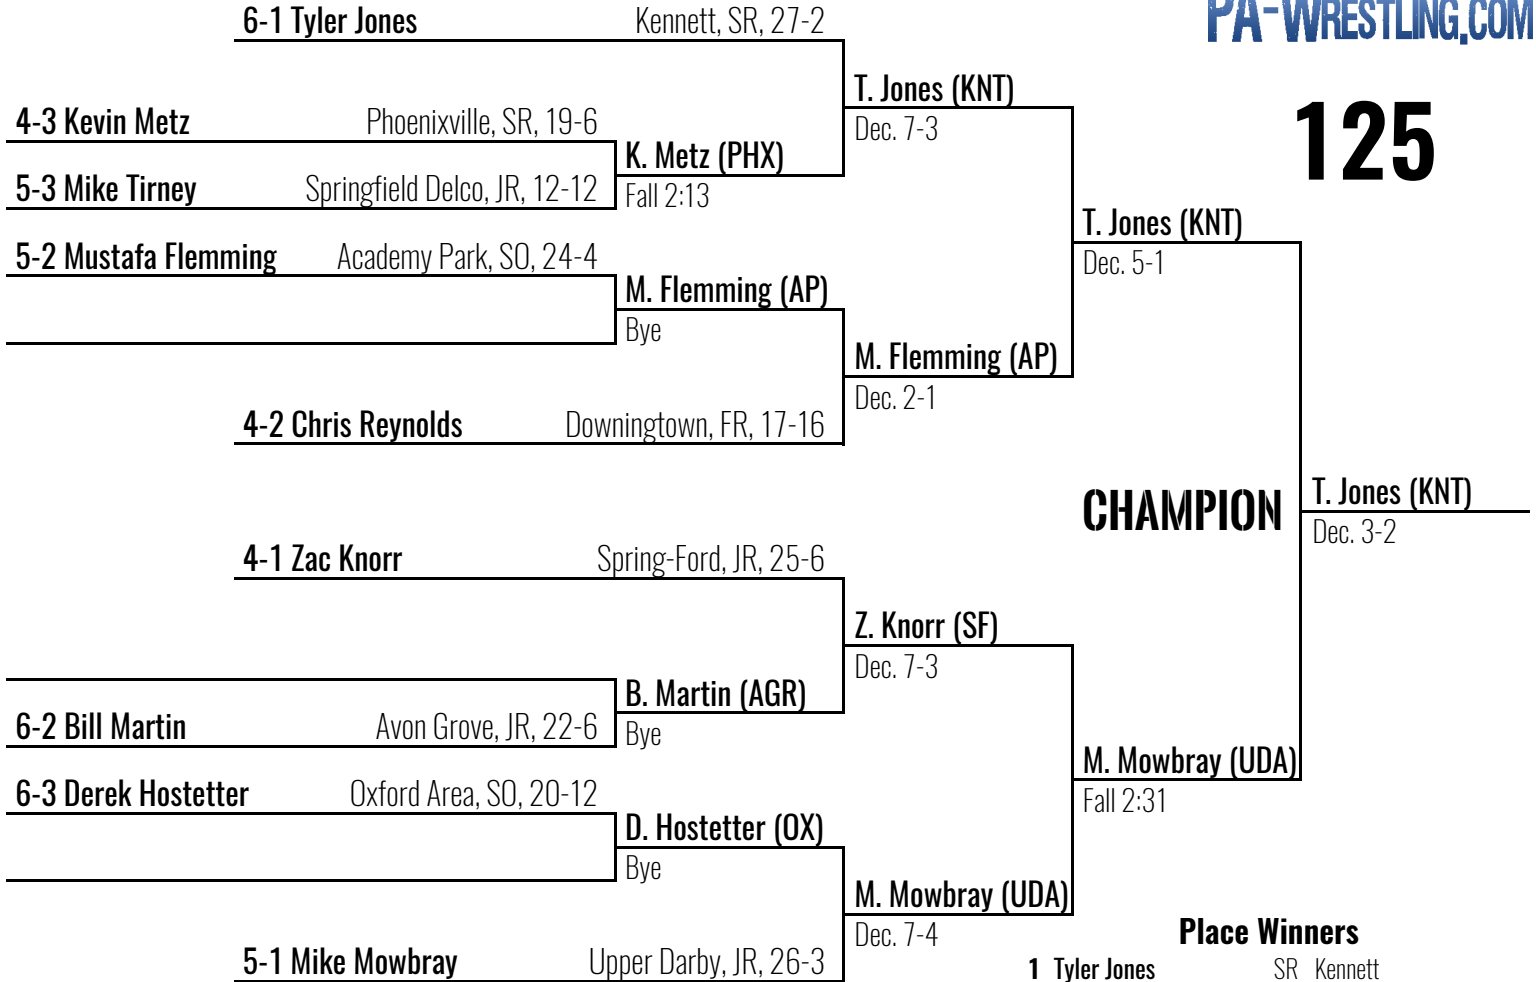 PA-WRESTLING.COM
6-1 Tyler Jones Kennett, SR, 27-2
T. Jones (KNT)
Dec. 7-3
125
4-3 Kevin Metz Phoenixville, SR, 19-6
K. Metz (PHX)
Fall 2:13
5-3 Mike Tirney Springfield Delco, JR, 12-12
T. Jones (KNT)
Dec. 5-1
5-2 Mustafa Flemming Academy Park, SO, 24-4
M. Flemming (AP)
Bye
M. Flemming (AP)
Dec. 2-1
4-2 Chris Reynolds Downingtown, FR, 17-16
CHAMPION
T. Jones (KNT)
Dec. 3-2
4-1 Zac Knorr Spring-Ford, JR, 25-6
Z. Knorr (SF)
Dec. 7-3
B. Martin (AGR)
Bye
6-2 Bill Martin Avon Grove, JR, 22-6
M. Mowbray (UDA)
Fall 2:31
6-3 Derek Hostetter Oxford Area, SO, 20-12
D. Hostetter (OX)
Bye
M. Mowbray (UDA)
Dec. 7-4
5-1 Mike Mowbray Upper Darby, JR, 26-3
Place Winners
1 Tyler Jones SR Kennett